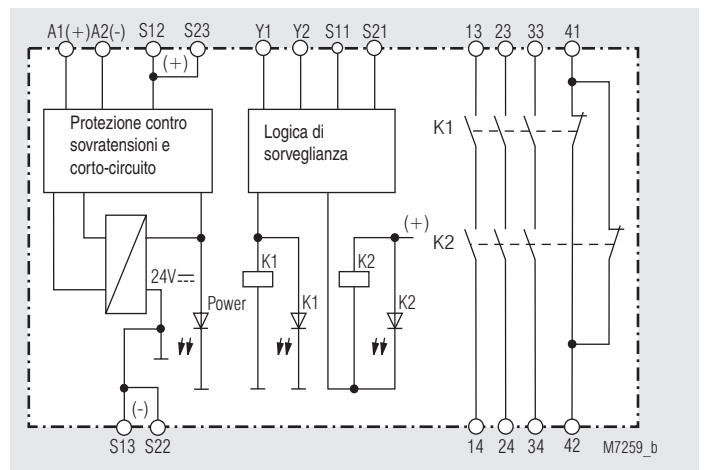 A1(+) A2(-) S12 S23 Y1 Y2 S11 S21 13 23 33 41
(+)
Protezione contro
sovratensioni e
corto-circuito
Logica di
sorveglianza
K1
(+)
K2
24V
K1
K2
Power
K1
K2
(-)
S13 S22 14 24 34 42 M7259_b